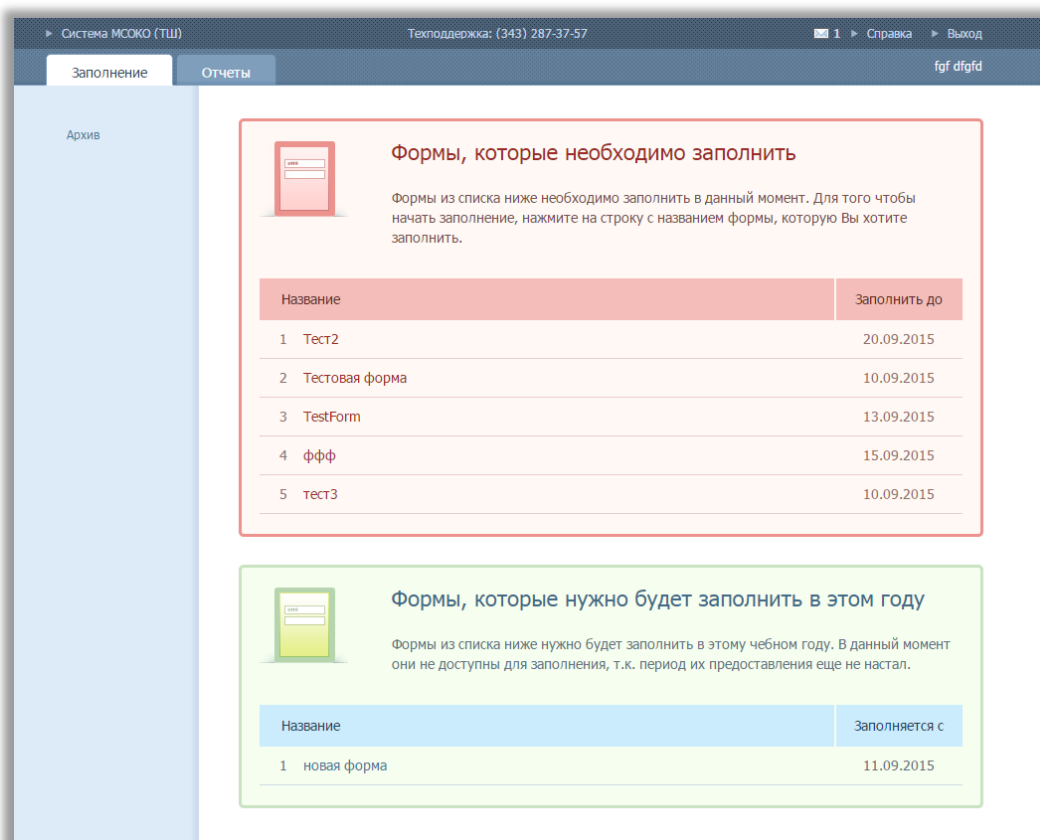 Система МСОКО (ТШ) Техподдержка: (343) 287-37-57 1 Справка Выход
Заполнение Отчеты fgf dfgfd
Архив
Формы, которые необходимо заполнить
Формы из списка ниже необходимо заполнить в данный момент. Для того чтобы
начать заполнение, нажмите на строку с названием формы, которую Вы хотите
заполнить.
Название Заполнить до
1 Тест2 20.09.2015
2 Тестовая форма 10.09.2015
3 TestForm 13.09.2015
4 ффф 15.09.2015
5 тест3 10.09.2015
Формы, которые нужно будет заполнить в этом году
Формы из списка ниже нужно будет заполнить в этому чебном году. В данный момент
они не доступны для заполнения, т.к. период их предоставления еще не настал.
Название Заполняется с
1 новая форма 11.09.2015